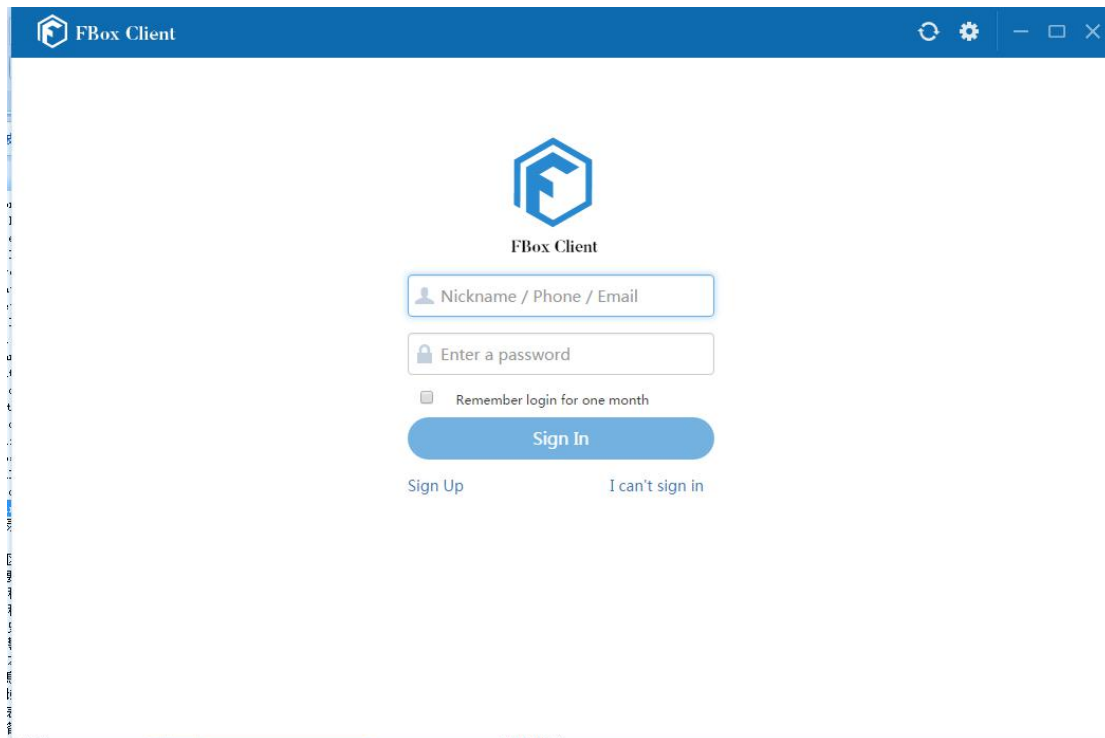 FBox Client
FBox Client
Nickname / Phone / Email
Enter a password
Remember login for one month
Sign In
Sign Up
I can't sign in